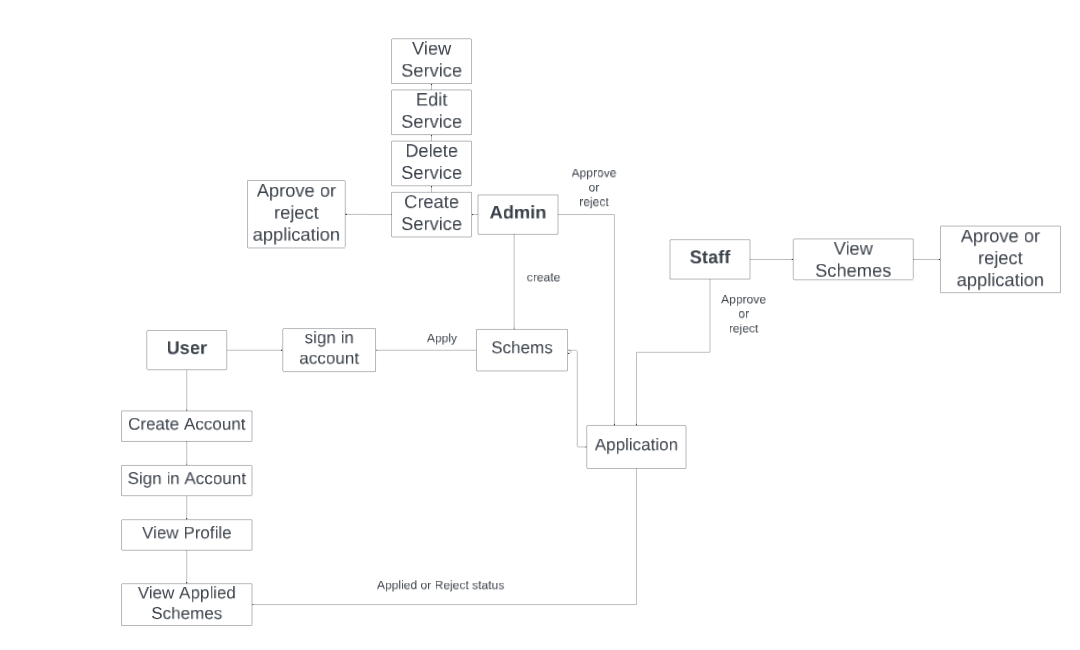 View
Service
Edit
Service
Delete
Service
Create
Service
Aprove or
reject
application
Admin
Approve
or
reject
Staff
View
Schemes
Aprove or
reject
application
create
Approve
or
reject
User
sign in
account
Apply
Schems
Create Account
Application
Sign in Account
View Profile
View Applied
Schemes
Applied or Reject status